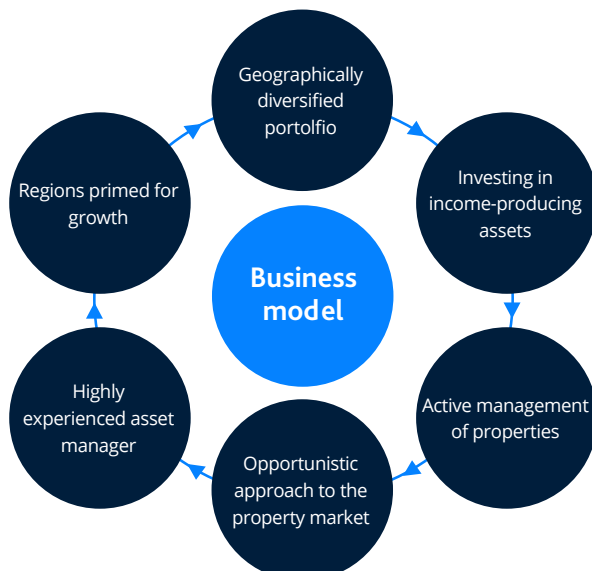 Geographically
diversified
portolfio
Investing in
income-producing
assets
Active management
of properties
Opportunistic
approach to the
property market
Highly
experienced asset
manager
Regions primed for
growth
Business
model